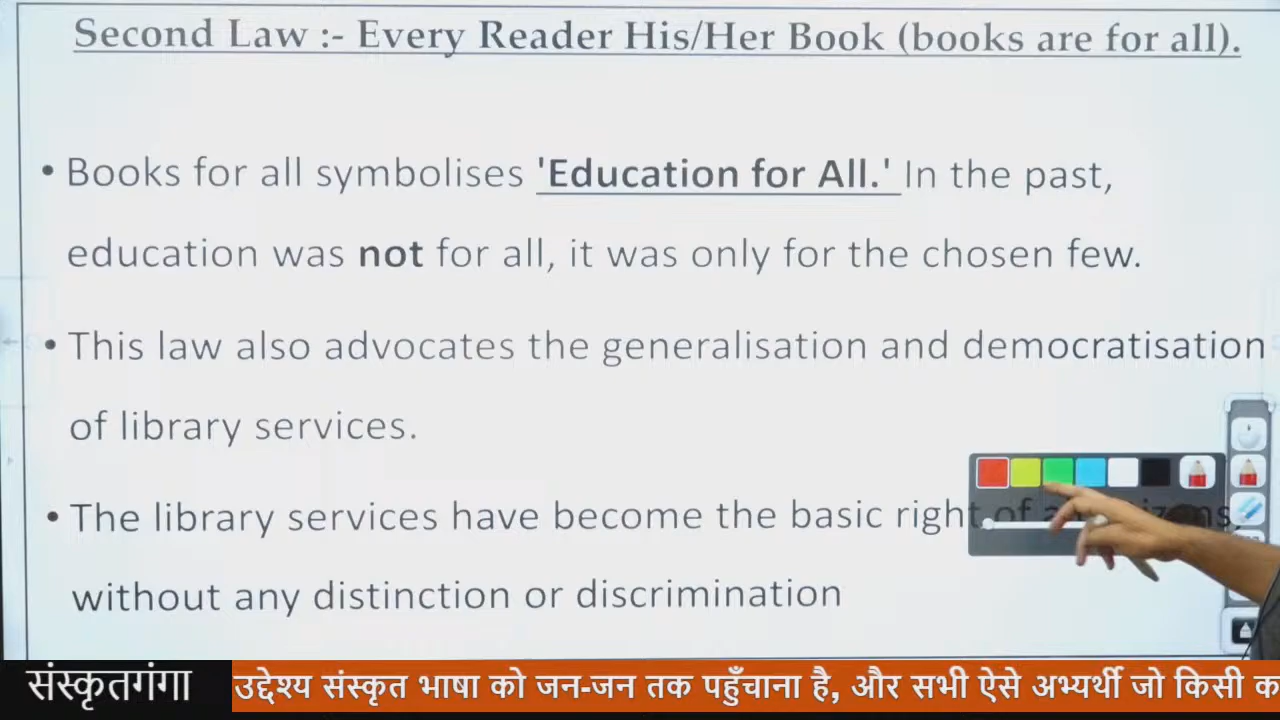 Second Law :- Every Reader His/Her Book (books are for all).
• Books for all symbolises 'Education for All.' In the past,
education was not for all, it was only for the chosen few.
• This law also advocates the generalisation and democratisation
of library services.
• The library services have become the basic right of
without any distinction or discrimination
संस्कृतगंगा
उद्देश्य संस्कृत भाषा को जन-जन तक पहुँचाना है, और सभी ऐसे अभ्यर्थी जो किसी क